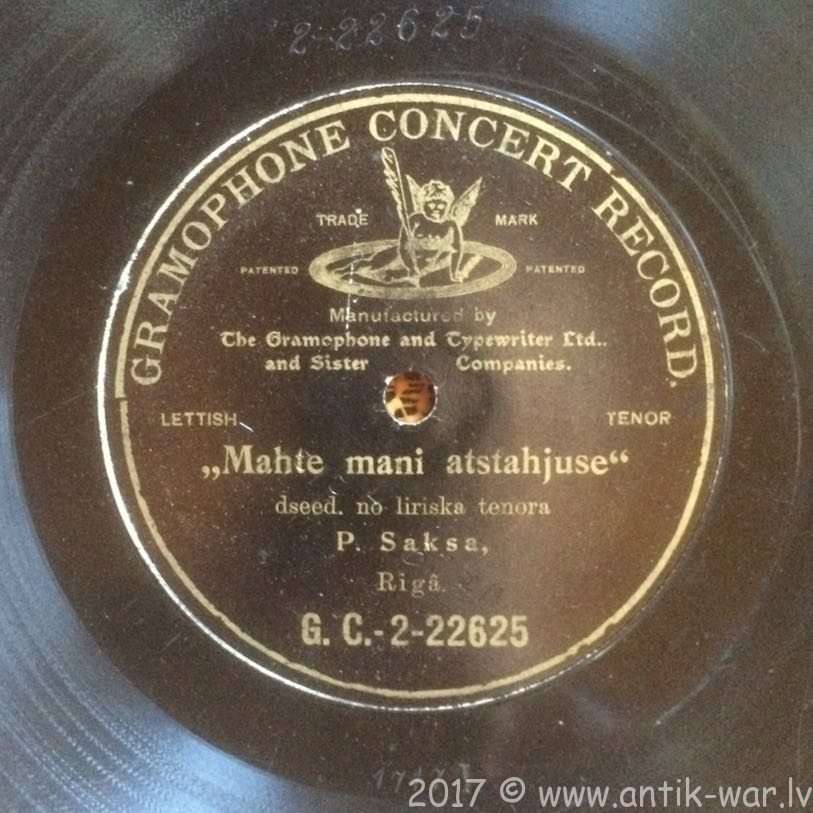 2-22625
GRAMOPHONE CONCERT RECORD.
TRADE MARK
PATENTED PATENTED
Manufactured by
The Gramophone and Typewriter Ltd..
and Sister Companies.
LETTISH TENOR
„Mahte mani atstahjuse“
dseed. no liriska tenora
P. Saksa,
Rigâ.
G. C.-2-22625
2017 © www.antik-war.lv